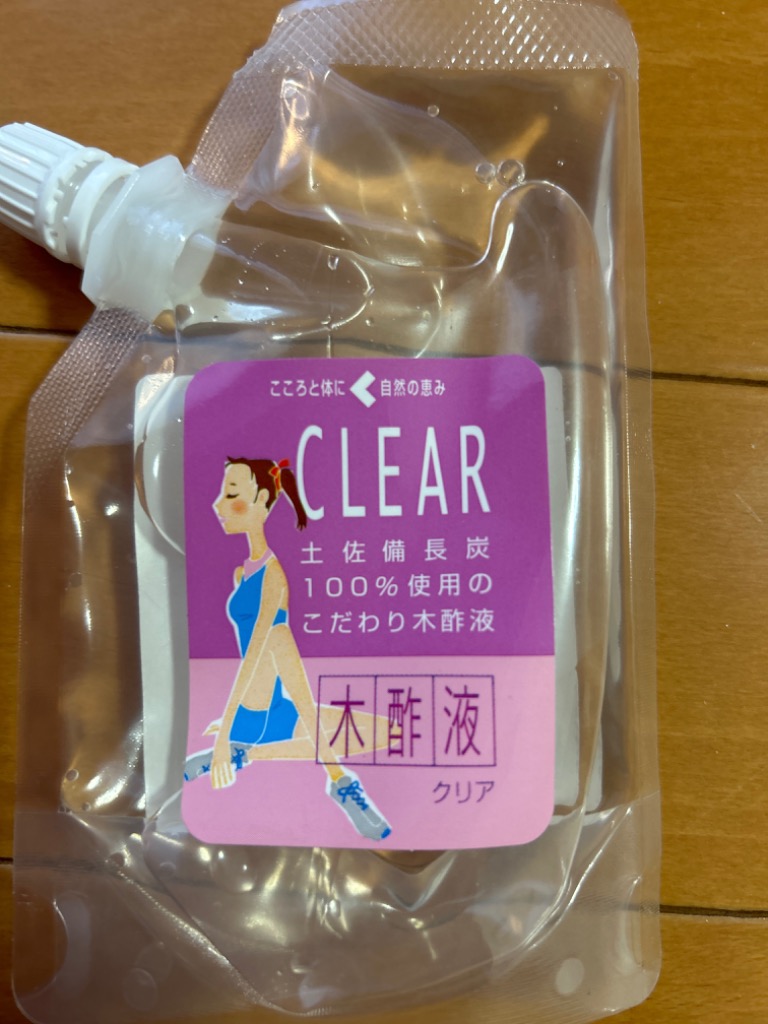 こころと体に 自然の恵み
CLEAR
土佐備長炭
100%使用の
こだわり木酢液
木酢液
クリア